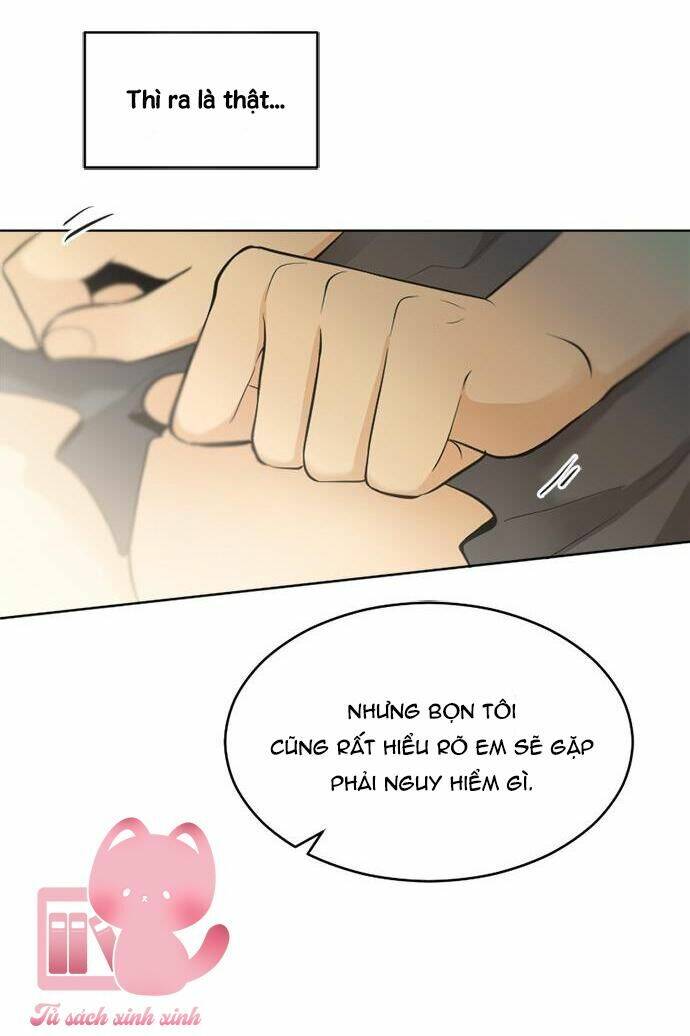 Thì ra là thật...
NHƯNG BỌN TÔI
CŨNG RẤT HIỂU RÕ EM SẼ GẶP
PHẢI NGUY HIỂM GÌ.
Tủ sách xinh xinh